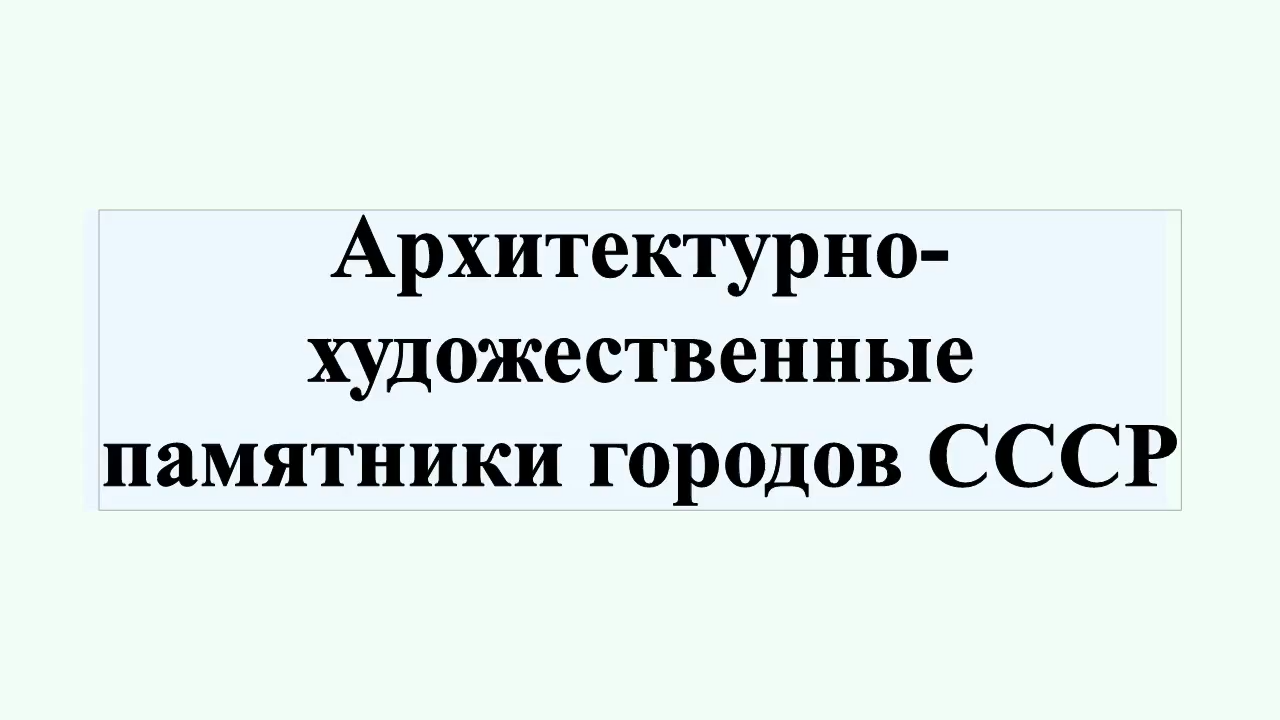 Архитектурно-
художественные
памятники городов СССР